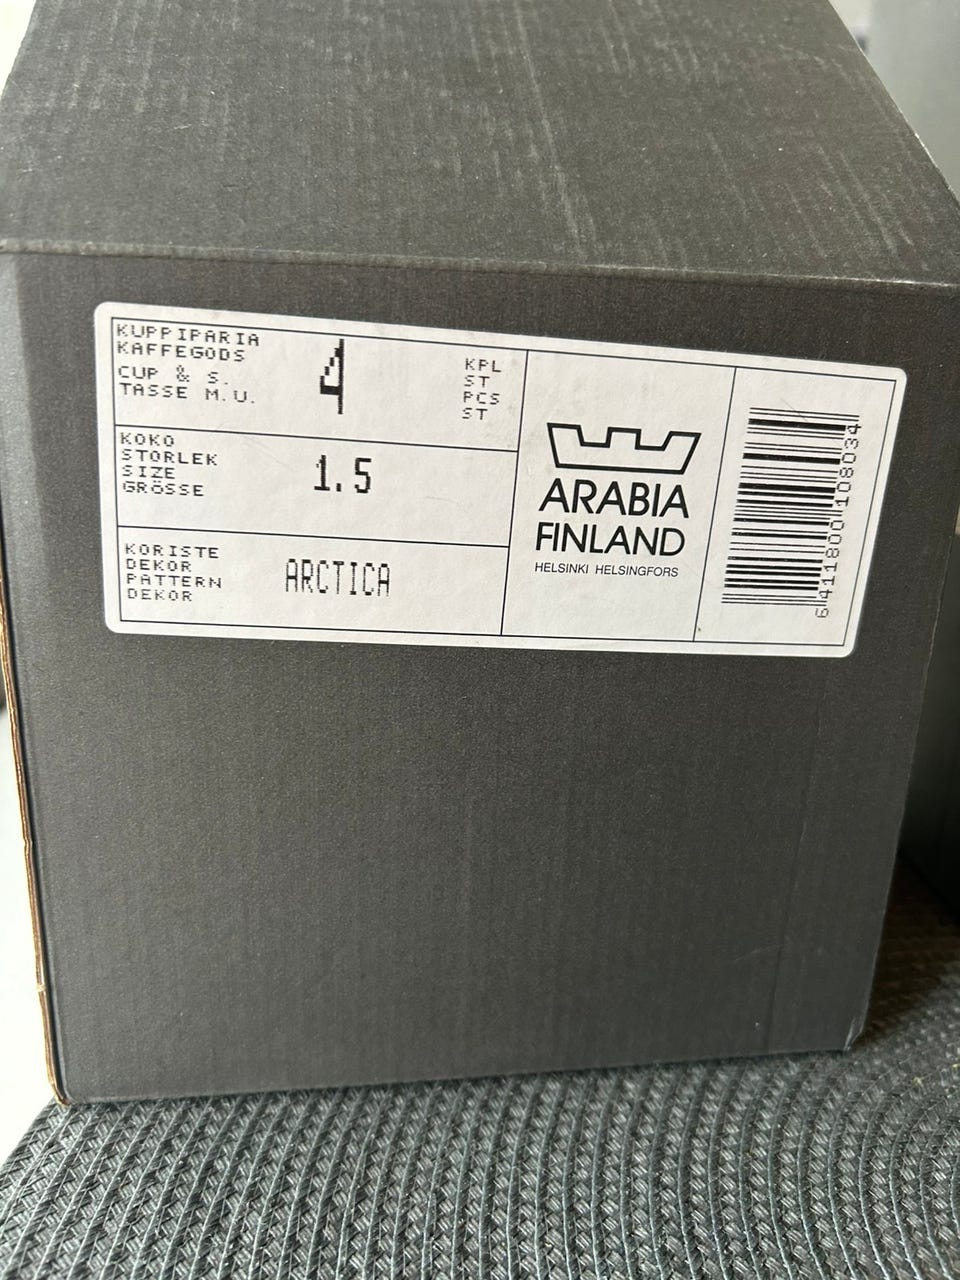 KUPPIPARIA
KAFFEGODS
CUP & S.
TASSE M.U.
4
KPL
ST
PCS
ST
KOKO
STORLEK
SIZE
GRÖSSE
1.5
KORISTE
DEKOR
PATTERN
DEKOR
ARCTICA
ARABIA
FINLAND
HELSINKI HELSINGFORS
6411800108034